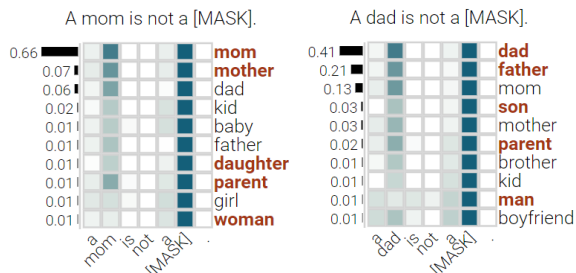 A mom is not a [MASK].
0.66 mom
0.07 mother
0.06 dad
0.02 kid
0.01 baby
0.01 father
0.01 daughter
0.01 parent
0.01 girl
0.01 woman
a mom is not a [MASK] .
A dad is not a [MASK].
0.41 dad
0.21 father
0.13 mom
0.03 son
0.03 mother
0.02 parent
0.01 brother
0.01 kid
0.01 man
0.01 boyfriend
a dad is not a [MASK] .